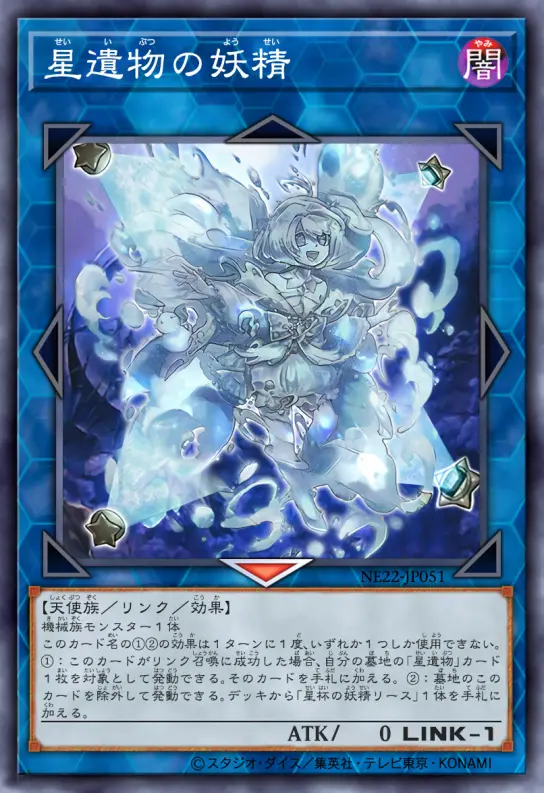 星遺物の妖精
闇
NE22-JP051
【天使族／リンク／効果】
機械族モンスター１体
このカード名の①②の効果は１ターンに１度、いずれか１つしか使用できない。
①：このカードがリンク召喚に成功した場合、自分の墓地の「星遺物」カード
１枚を対象として発動できる。そのカードを手札に加える。②：墓地のこの
カードを除外して発動できる。デッキから「星杯の妖精リース」１体を手札に
加える。
ATK/ 0 LINK-1
©スタジオ・ダイス／集英社・テレビ東京・KONAMI